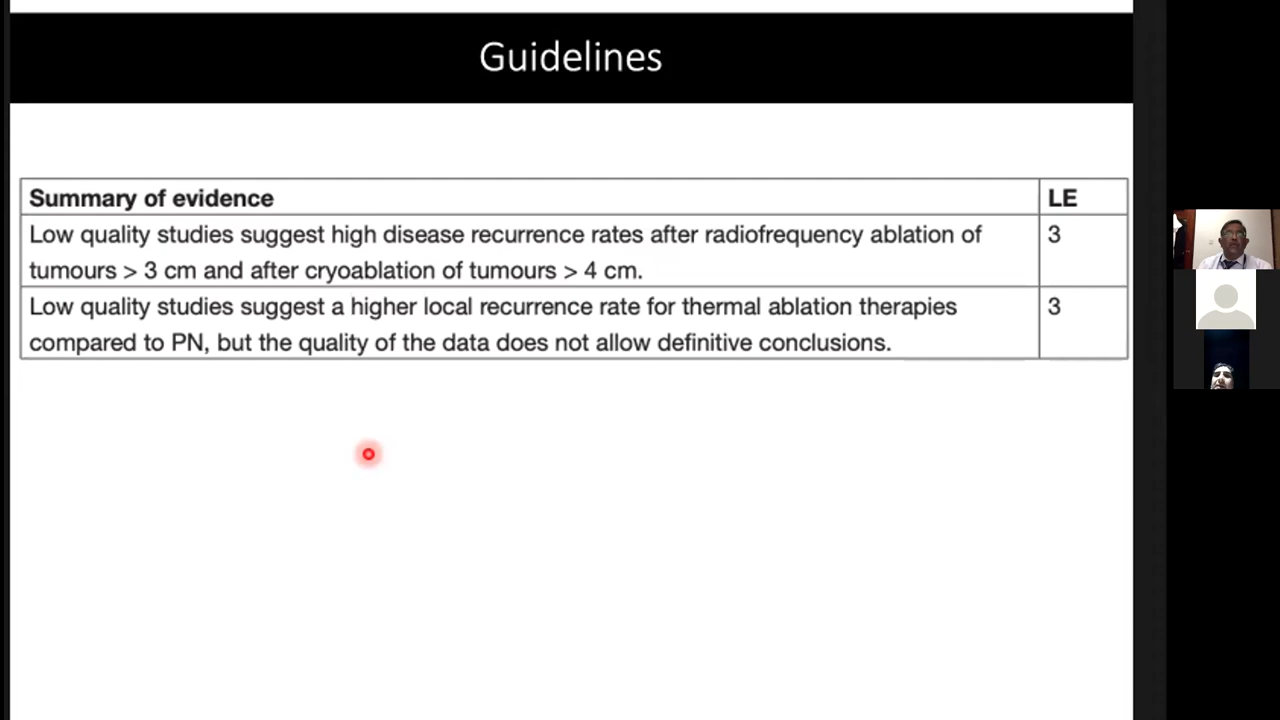 Guidelines
Summary of evidence LE
Low quality studies suggest high disease recurrence rates after radiofrequency ablation of 3
tumours > 3 cm and after cryoablation of tumours > 4 cm.
Low quality studies suggest a higher local recurrence rate for thermal ablation therapies 3
compared to PN, but the quality of the data does not allow definitive conclusions.